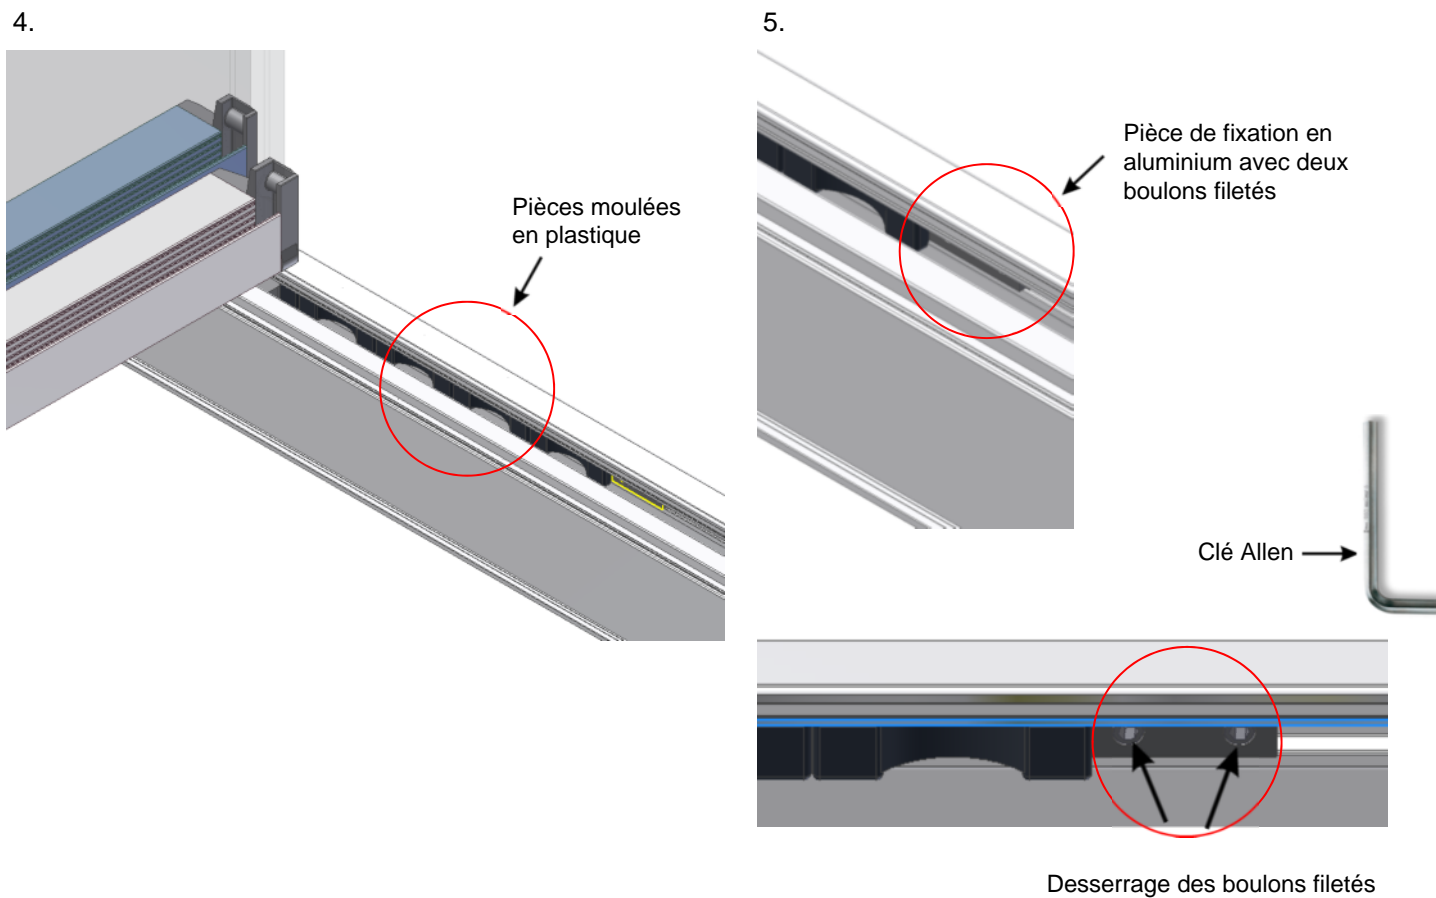 4.
Pièces moulées
en plastique
5.
Pièce de fixation en
aluminium avec deux
boulons filetés
Clé Allen
Desserrage des boulons filetés